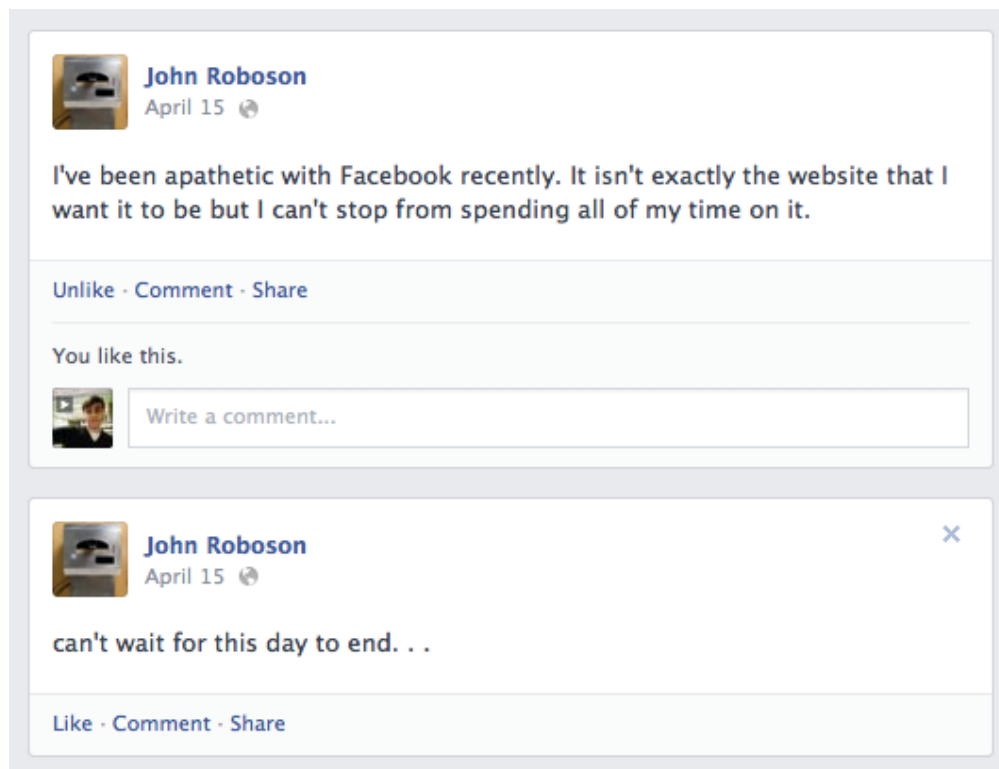 John Roboson
April 15
I've been apathetic with Facebook recently. It isn't exactly the website that I
want it to be but I can't stop from spending all of my time on it.
Unlike · Comment · Share
You like this.
Write a comment...
John Roboson
April 15
can't wait for this day to end. . .
Like · Comment · Share